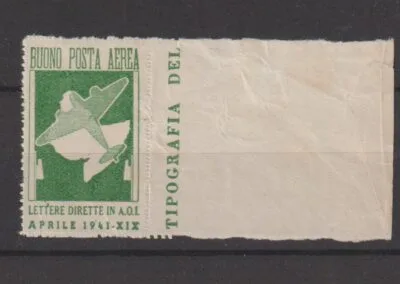 BUONO POSTA AEREA
LETTERE DIRETTE IN A.O.I.
APRILE 1941-XIX
TIPOGRAFIA DEL